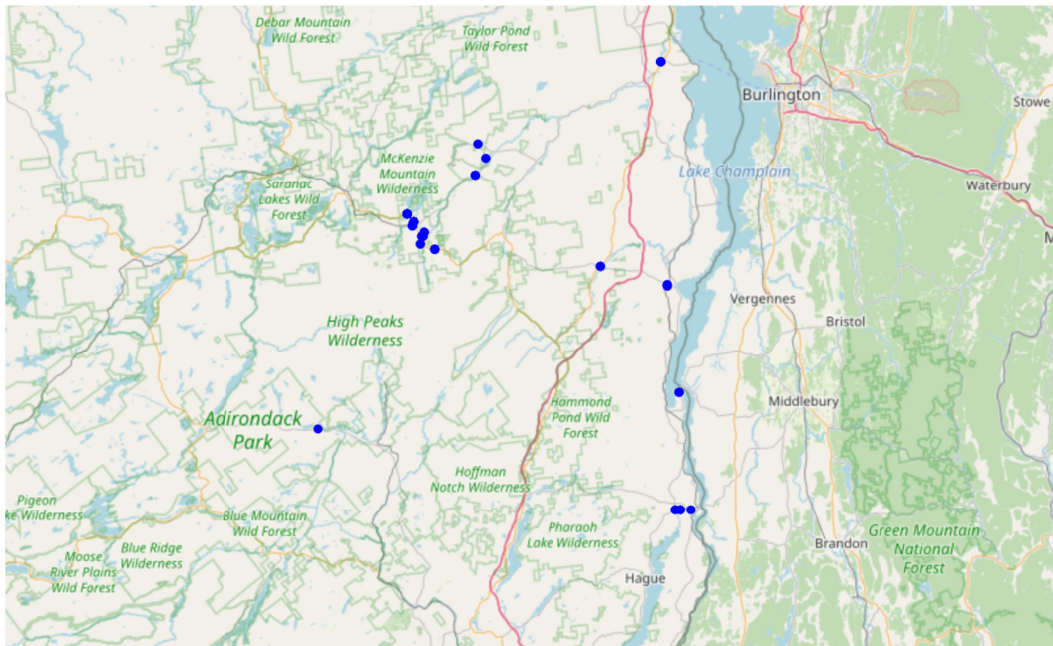 Debar Mountain
Wild Forest
Taylor Pond
Wild Forest
Burlington
Stowe
McKenzie
Mountain
Wilderness
Lake Champlain
Saranac
Lakes Wild
Forest
Waterbury
M
Vergennes
Bristol
High Peaks
Wilderness
Middlebury
Hammond
Pond Wild
Forest
Adirondack
Park
Hoffman
Notch Wilderness
Pigeon
ke Wilderness
Blue Mountain
Wild Forest
Pharaoh
Lake Wilderness
Green Mountain
National
Forest
Brandon
Blue Ridge
Wilderness
Moose
River Plains
Wild Forest
Hague